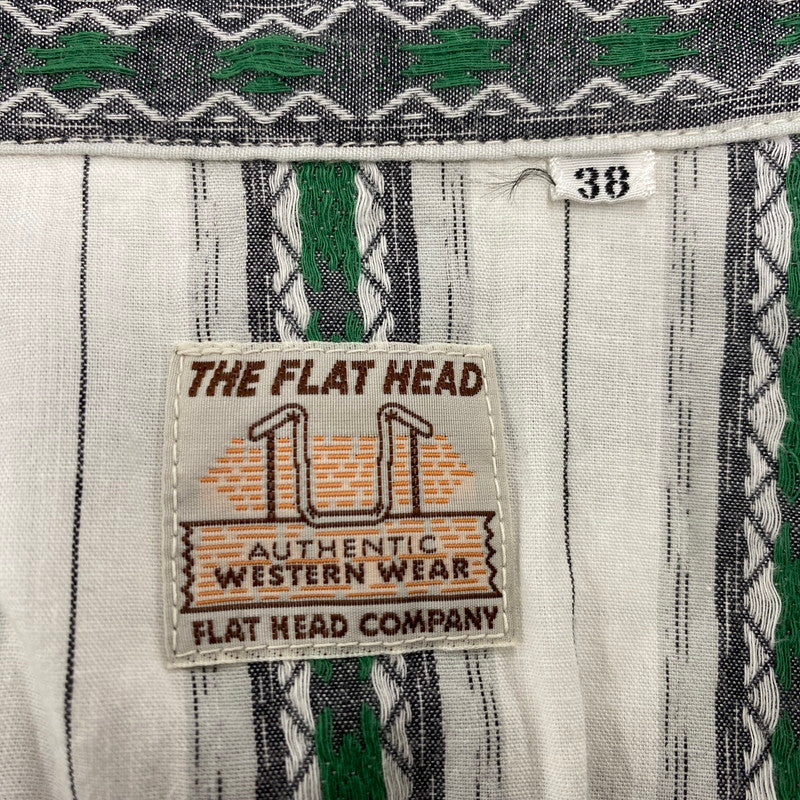 38
THE FLAT HEAD
AUTHENTIC
WESTERN WEAR
FLAT HEAD COMPANY